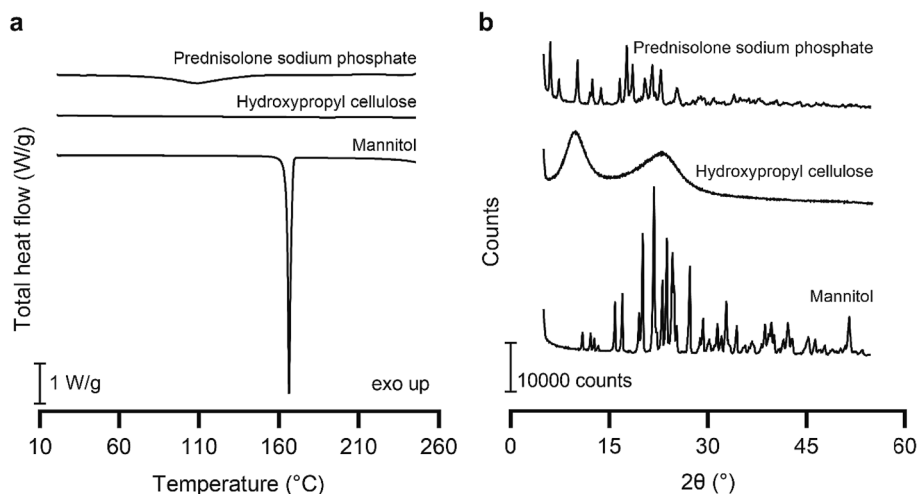 a
Prednisolone sodium phosphate
Hydroxypropyl cellulose
Mannitol
Total heat flow (W/g)
1 W/g
exo up
10 60 110 160 210 260
Temperature (°C)
b
Prednisolone sodium phosphate
Hydroxypropyl cellulose
Mannitol
Counts
10000 counts
0 15 30 45 60
2θ (°)